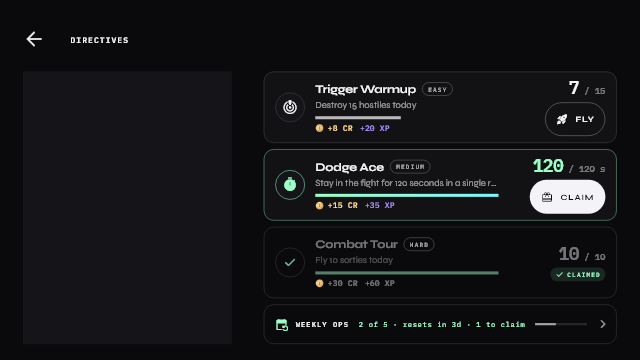 DIRECTIVES
Trigger Warmup EASY
7 / 15
Destroy 15 hostiles today
FLY
+8 CR +20 XP
Dodge Ace MEDIUM
120 / 120 s
Stay in the fight for 120 seconds in a single r...
CLAIM
+15 CR +35 XP
Combat Tour HARD
10 / 10
Fly 10 sorties today
CLAIMED
+30 CR +60 XP
WEEKLY OPS 2 of 5 · resets in 3d · 1 to claim